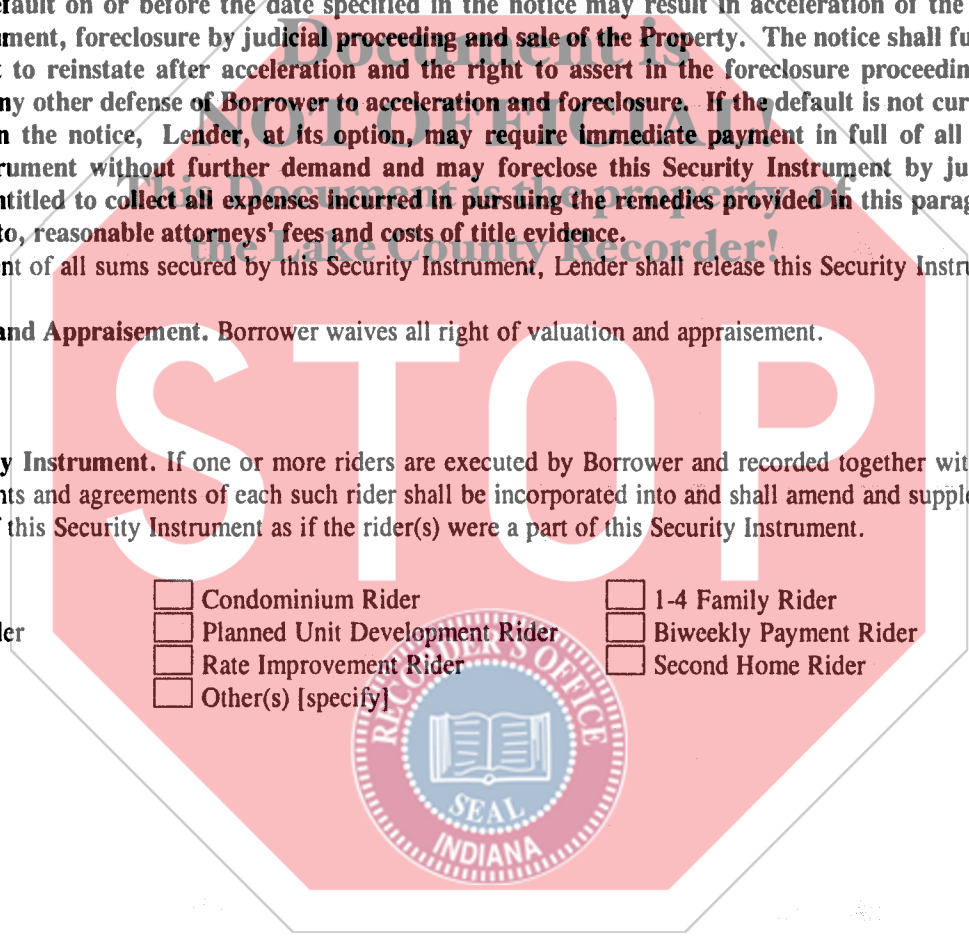 efault on or before the date specified in the notice may result in acceleration of the
ment, foreclosure by judicial proceeding and sale of the Property. The notice shall fu
t to reinstate after acceleration and the right to assert in the foreclosure proceedin
ny other defense of Borrower to acceleration and foreclosure. If the default is not cur
n the notice, Lender, at its option, may require immediate payment in full of all
rument without further demand and may foreclose this Security Instrument by ju
ntitled to collect all expenses incurred in pursuing the remedies provided in this parag
to, reasonable attorneys' fees and costs of title evidence.
nt of all sums secured by this Security Instrument, Lender shall release this Security Instru
and Appraisement. Borrower waives all right of valuation and appraisement.
y Instrument. If one or more riders are executed by Borrower and recorded together wit
nts and agreements of each such rider shall be incorporated into and shall amend and supple
f this Security Instrument as if the rider(s) were a part of this Security Instrument.
Condominium Rider
1-4 Family Rider
der
Planned Unit Development Rider
Biweekly Payment Rider
Rate Improvement Rider
Second Home Rider
Other(s) [specify]
Document is
NOT OFFICIAL!
This Document is the property of
the Lake County Recorder!
STOP
RECORDER'S OFFICE
SEAL
INDIANA